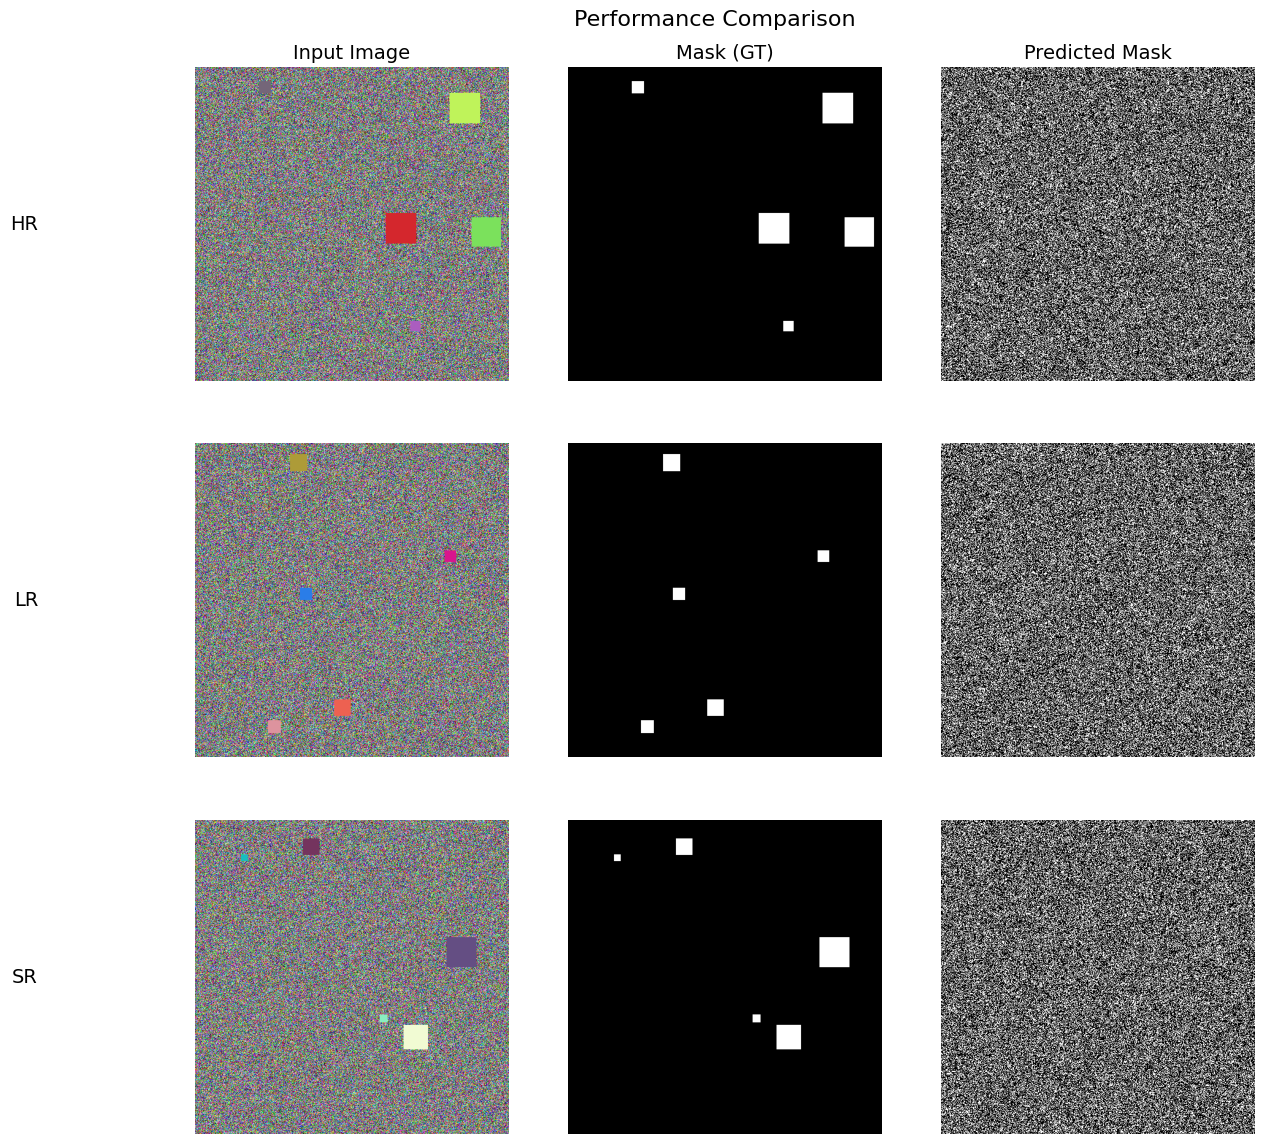 Performance Comparison
Input Image
Mask (GT)
Predicted Mask
HR
LR
SR